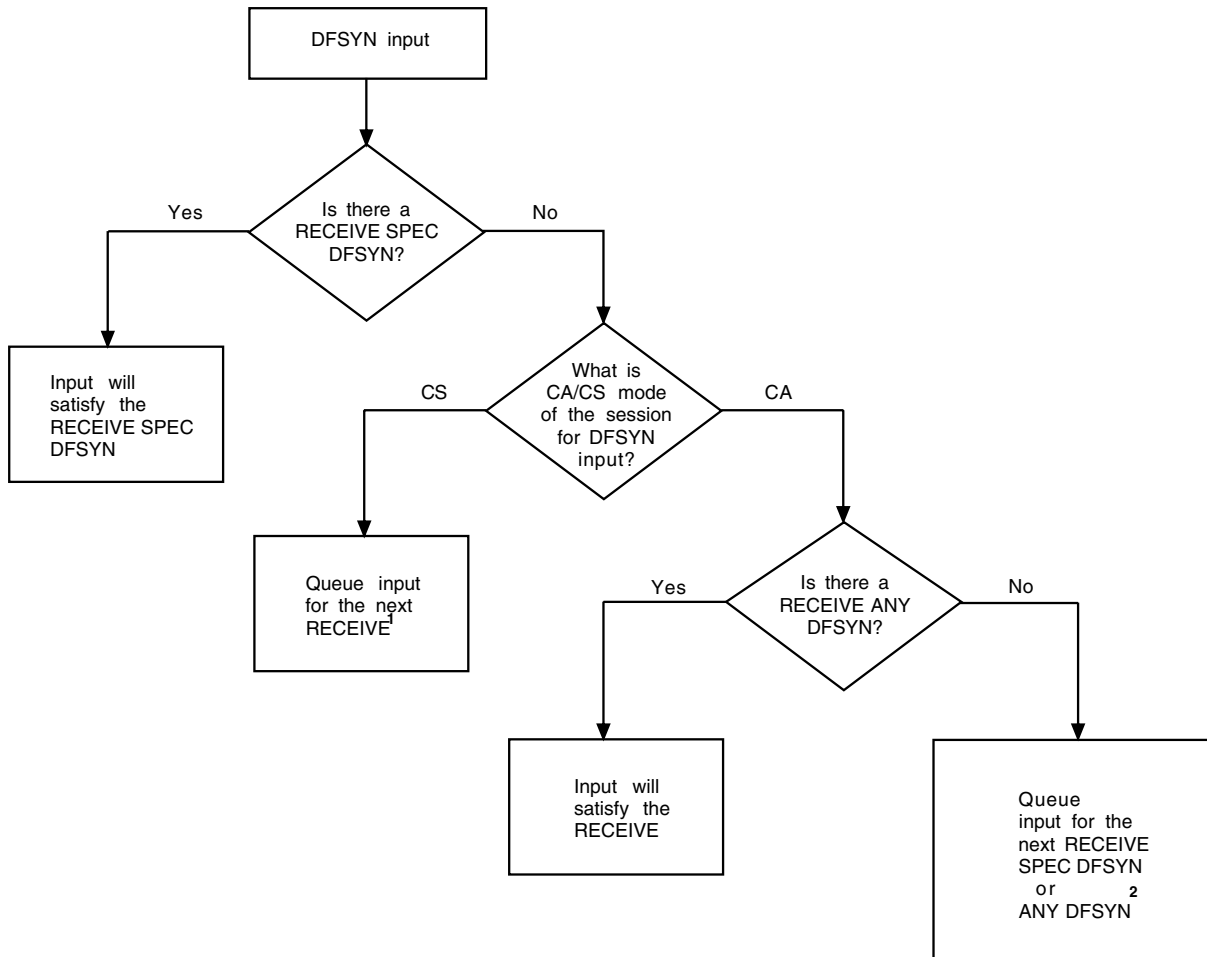 DFSYN input
Is there a
RECEIVE SPEC
DFSYN?
Yes
No
Input will
satisfy the
RECEIVE SPEC
DFSYN
What is
CA/CS mode
of the session
for DFSYN
input?
CS
CA
Queue input
for the next
RECEIVE1
Is there a
RECEIVE ANY
DFSYN?
Yes
No
Input will
satisfy the
RECEIVE
Queue
input for the
next RECEIVE
SPEC DFSYN
or
ANY DFSYN2